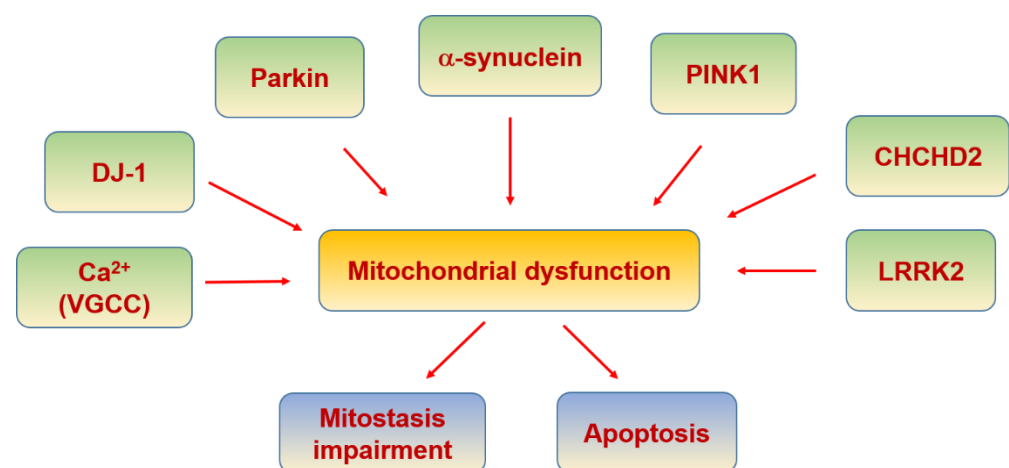 α-synuclein
Parkin
PINK1
DJ-1
CHCHD2
Ca²⁺
(VGCC)
Mitochondrial dysfunction
LRRK2
Mitostasis
impairment
Apoptosis